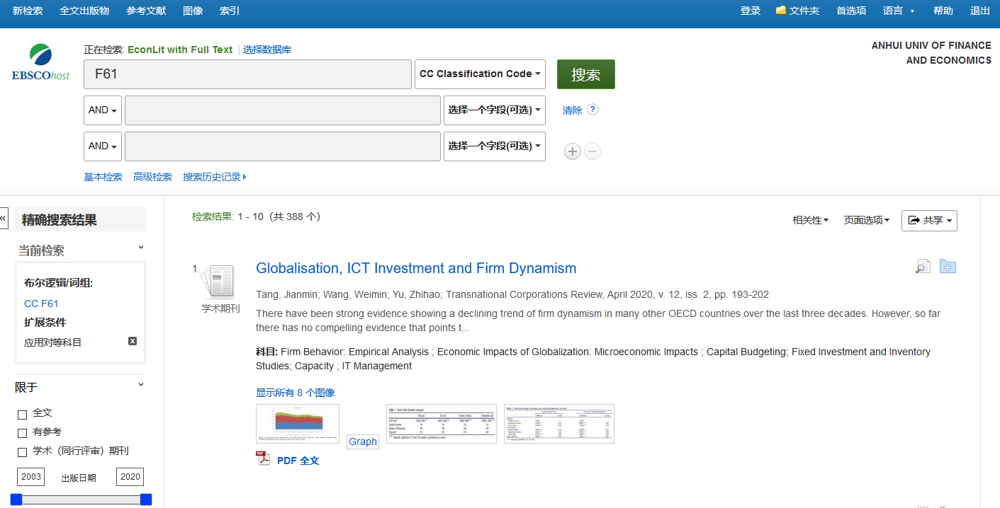 新检索 全文出版物 参考文献 图像 索引 登录 文件夹 首选项 语言 帮助 退出
正在检索: EconLit with Full Text 选择数据库
ANHUI UNIV OF FINANCE
AND ECONOMICS
EBSCOhost
F61 CC Classification Code 搜索
AND 选择一个字段(可选) 清除 ?
AND 选择一个字段(可选)
基本检索 高级检索 搜索历史记录
«
精确搜索结果
当前检索
布尔逻辑/词组:
CC F61
扩展条件
应用对等科目
限于
全文
有参考
学术（同行评审）期刊
2003 出版日期 2020
检索结果: 1 - 10（共 388 个）
相关性 页面选项 共享
1.
学术期刊
Globalisation, ICT Investment and Firm Dynamism
Tang, Jianmin; Wang, Weimin; Yu, Zhihao; Transnational Corporations Review, April 2020, v. 12, iss. 2, pp. 193-202
There have been strong evidence showing a declining trend of firm dynamism in many other OECD countries over the last three decades. However, so far
there has no compelling evidence that points t...
科目: Firm Behavior: Empirical Analysis ; Economic Impacts of Globalization: Microeconomic Impacts ; Capital Budgeting; Fixed Investment and Inventory
Studies; Capacity ; IT Management
显示所有 8 个图像
Graph
PDF PDF 全文